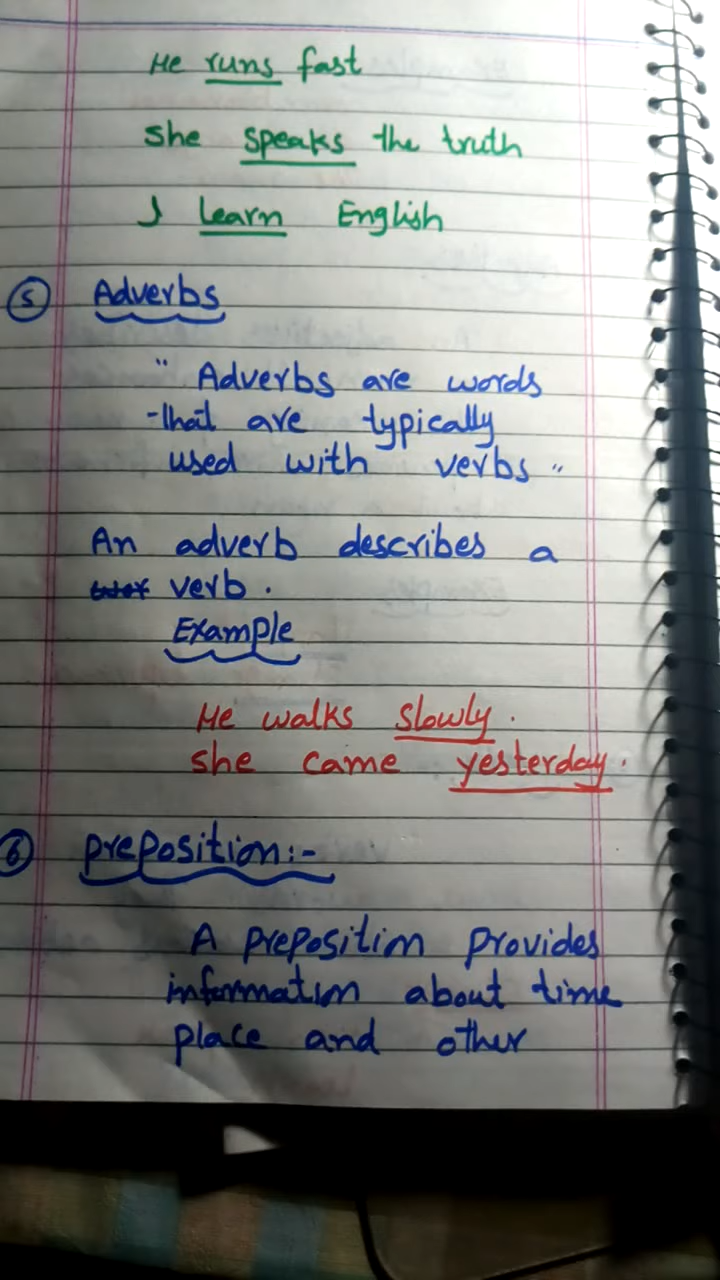 He runs fast
she speaks the truth
I learn English
5 Adverbs
" Adverbs are words
that are typically
used with verbs "
An adverb describes a
verb.
Example
He walks slowly.
she came yesterday.
6 preposition:-
A preposition provides
information about time
place and other